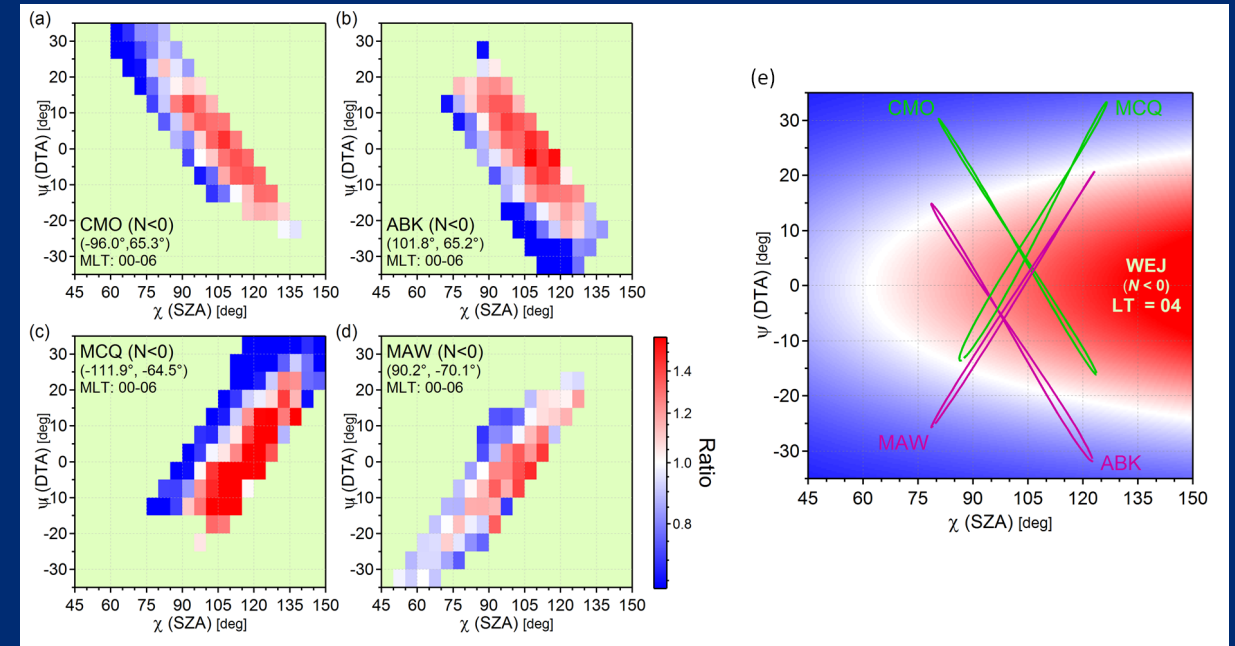 (a)
ψ (DTA) [deg]
30
20
10
0
-10
-20
-30
CMO (N<0)
(-96.0°,65.3°)
MLT: 00-06
45 60 75 90 105 120 135 150
χ (SZA) [deg]
(b)
ψ (DTA) [deg]
30
20
10
0
-10
-20
-30
ABK (N<0)
(101.8°, 65.2°)
MLT: 00-06
45 60 75 90 105 120 135 150
χ (SZA) [deg]
(c)
ψ (DTA) [deg]
30
20
10
0
-10
-20
-30
MCQ (N<0)
(-111.9°, -64.5°)
MLT: 00-06
45 60 75 90 105 120 135 150
χ (SZA) [deg]
(d)
ψ (DTA) [deg]
30
20
10
0
-10
-20
-30
MAW (N<0)
(90.2°, -70.1°)
MLT: 00-06
45 60 75 90 105 120 135 150
χ (SZA) [deg]
1.4
1.2
1.0
0.8
Ratio
(e)
ψ (DTA) [deg]
30
20
10
0
-10
-20
-30
CMO
MCQ
WEJ
(N < 0)
LT = 04
MAW
ABK
45 60 75 90 105 120 135 150
χ (SZA) [deg]